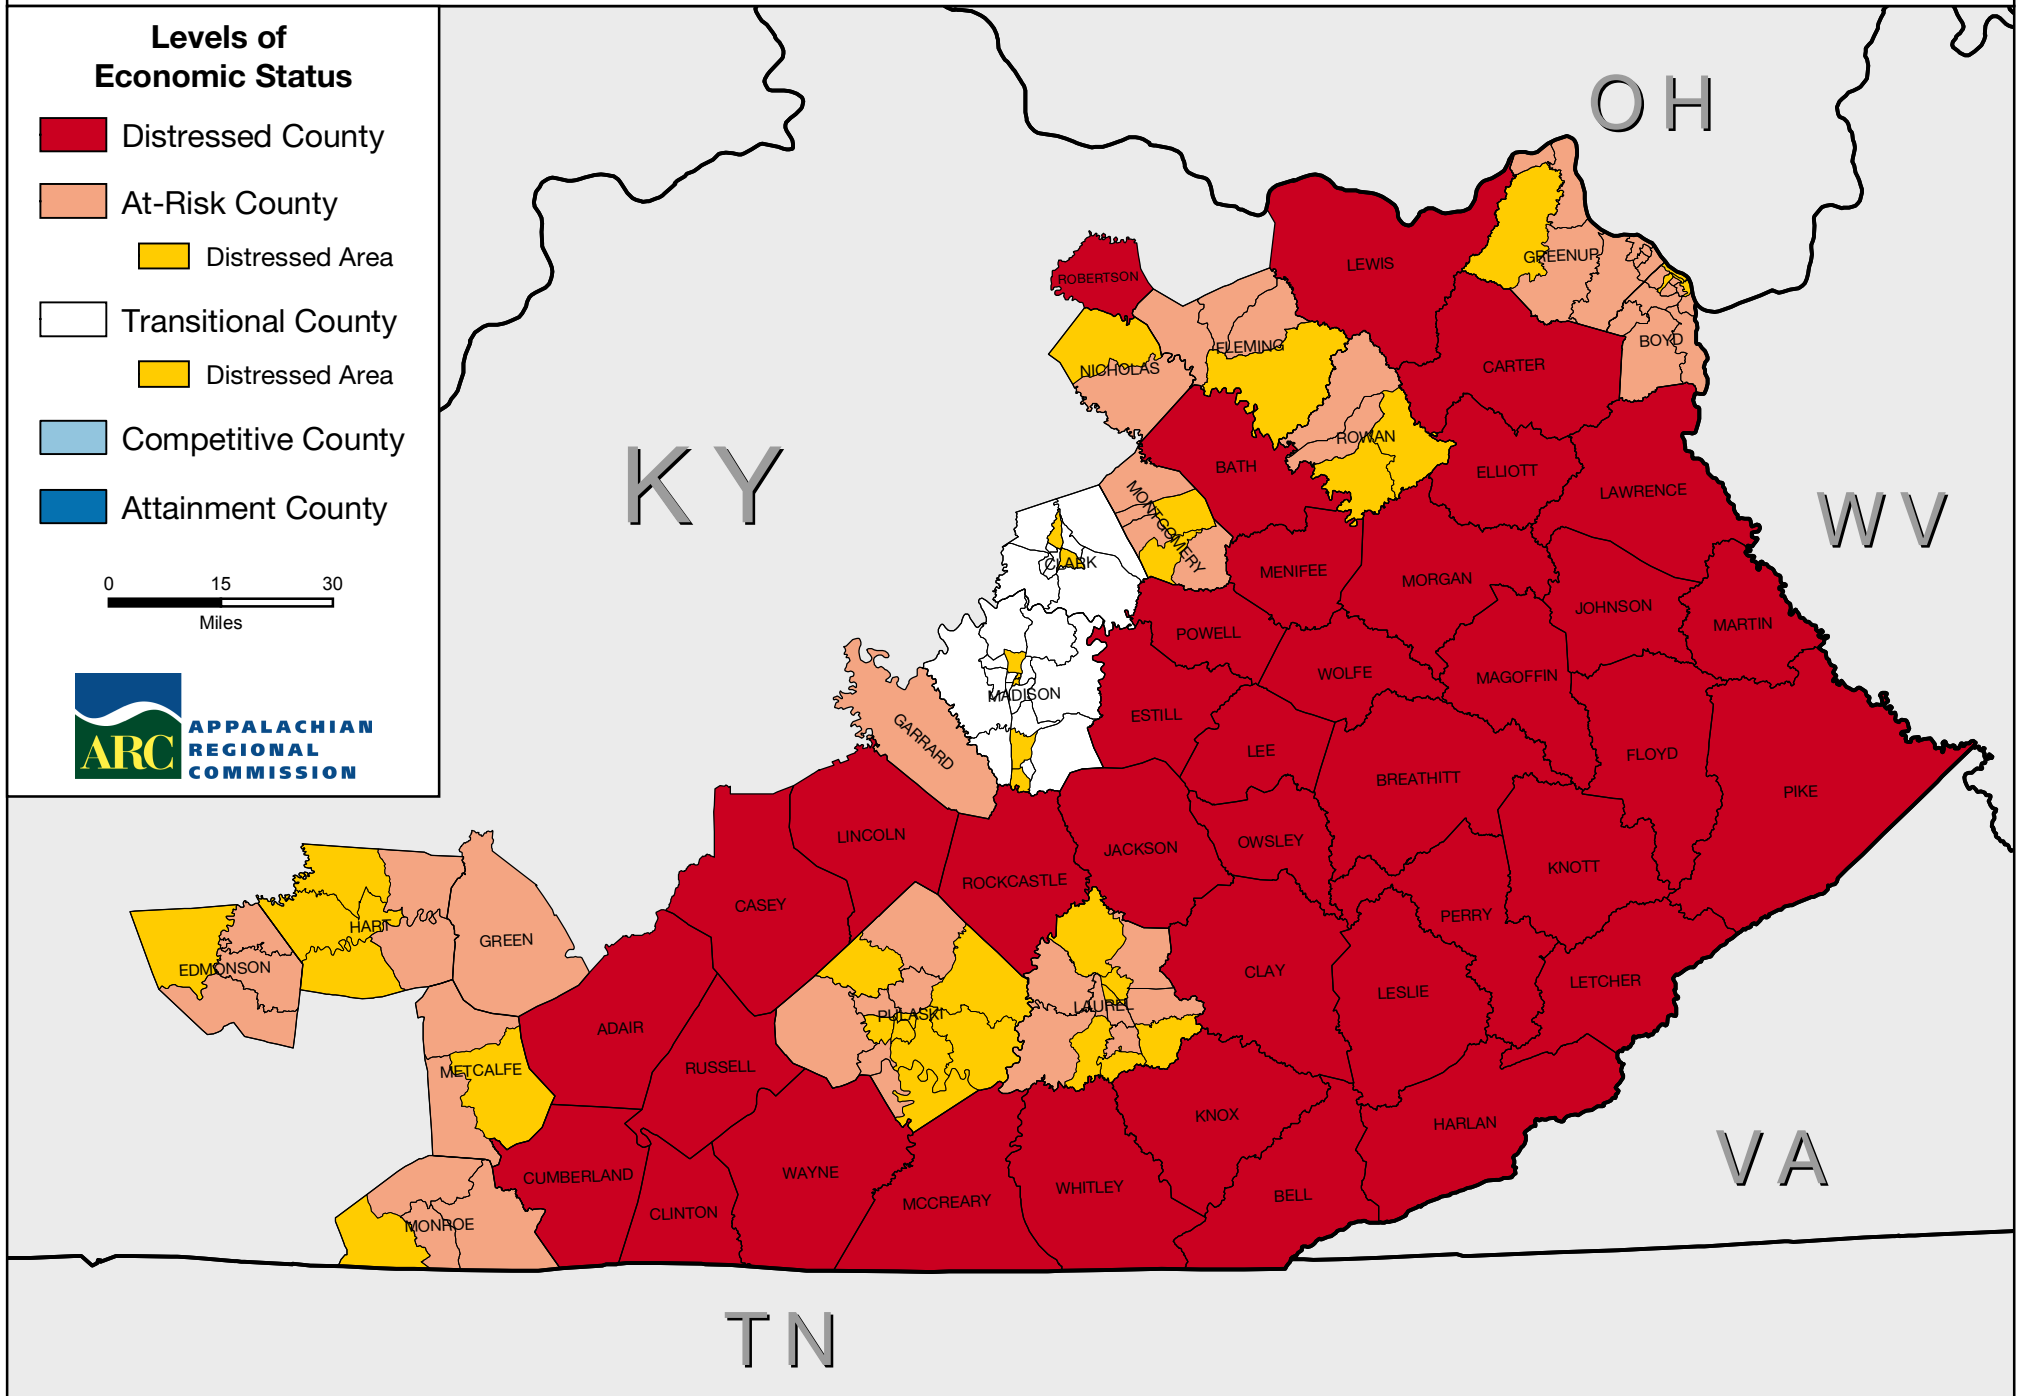 Levels of
Economic Status
Distressed County
At-Risk County
Distressed Area
Transitional County
Distressed Area
Competitive County
Attainment County
0 15 30
Miles
ARC
APPALACHIAN
REGIONAL
COMMISSION
OH
KY
WV
VA
TN
ROBERTSON
LEWIS
GREENUP
BOYD
NICHOLAS
FLEMING
CARTER
ROWAN
BATH
ELLIOTT
LAWRENCE
MONTGOMERY
CLARK
MENIFEE
MORGAN
JOHNSON
MARTIN
POWELL
WOLFE
MAGOFFIN
MADISON
GARRARD
ESTILL
LEE
BREATHITT
FLOYD
PIKE
LINCOLN
ROCKCASTLE
JACKSON
OWSLEY
KNOTT
CASEY
PERRY
HART
GREEN
EDMONSON
CLAY
LESLIE
LETCHER
ADAIR
PULASKI
LAUREL
METCALFE
RUSSELL
KNOX
HARLAN
CUMBERLAND
WAYNE
CLINTON
MCCREARY
WHITLEY
BELL
MONROE